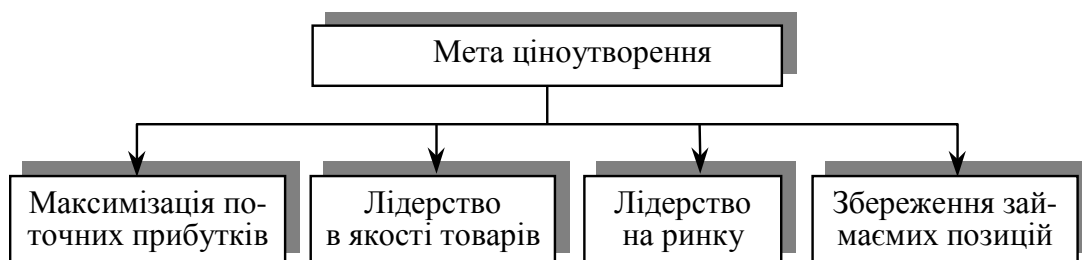 Мета ціноутворення
Максимізація по-
точних прибутків
Лідерство
в якості товарів
Лідерство
на ринку
Збереження зай-
маємих позицій